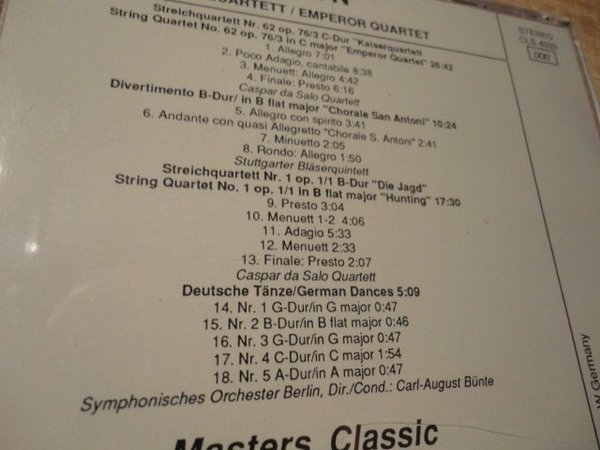 UARTETT / EMPEROR QUARTET
Streichquartett Nr. 62 op. 76/3 C-Dur "Kaiserquartett
String Quartet No. 62 op. 76/3 in C major "Emperor Quartet" 26:42
1. Allegro 7:01
2. Poco Adagio, cantabile 8:38
3. Menuett: Allegro 4:42
4. Finale: Presto 6:16
Caspar da Salo Quartett
Divertimento B-Dur/ in B flat major "Chorale San Antoni" 10:24
5. Allegro con spirito 3:41
6. Andante con quasi Allegretto "Chorale S. Antoni" 2:41
7. Minuetto 2:05
8. Rondo: Allegro 1:50
Stuttgarter Bläserquintett
Streichquartett Nr. 1 op. 1/1 B-Dur "Die Jagd"
String Quartet No. 1 op. 1/1 in B flat major "Hunting" 17:30
9. Presto 3:04
10. Menuett 1-2 4:06
11. Adagio 5:33
12. Menuett 2:33
13. Finale: Presto 2:07
Caspar da Salo Quartett
Deutsche Tänze/German Dances 5:09
14. Nr. 1 G-Dur/in G major 0:47
15. Nr. 2 B-Dur/in B flat major 0:46
16. Nr. 3 G-Dur/in G major 0:47
17. Nr. 4 C-Dur/in C major 1:54
18. Nr. 5 A-Dur/in A major 0:47
Symphonisches Orchester Berlin, Dir./Cond.: Carl-August Bünte
Masters Classic
STEREO
DDD
W.Germany